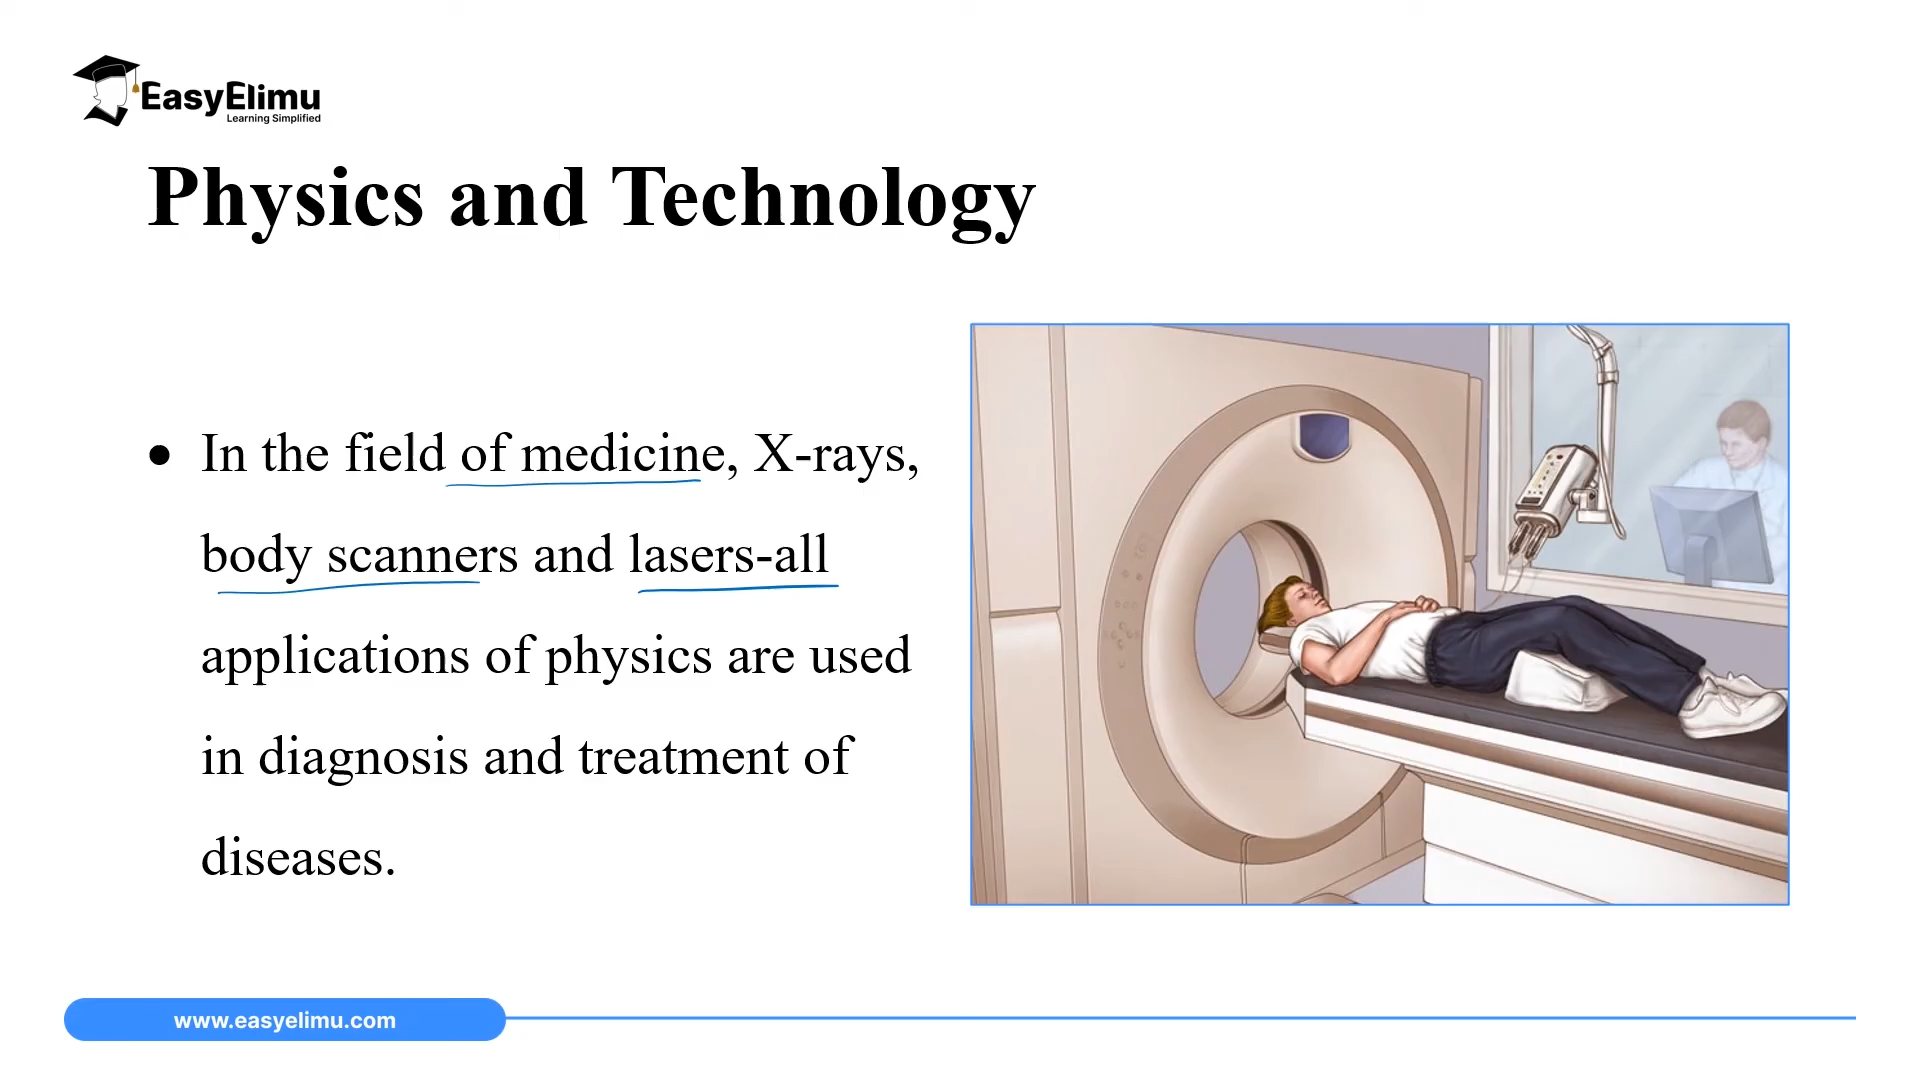 EasyElimu
Learning Simplified
Physics and Technology
• In the field of medicine, X-rays,
body scanners and lasers-all
applications of physics are used
in diagnosis and treatment of
diseases.
www.easyelimu.com